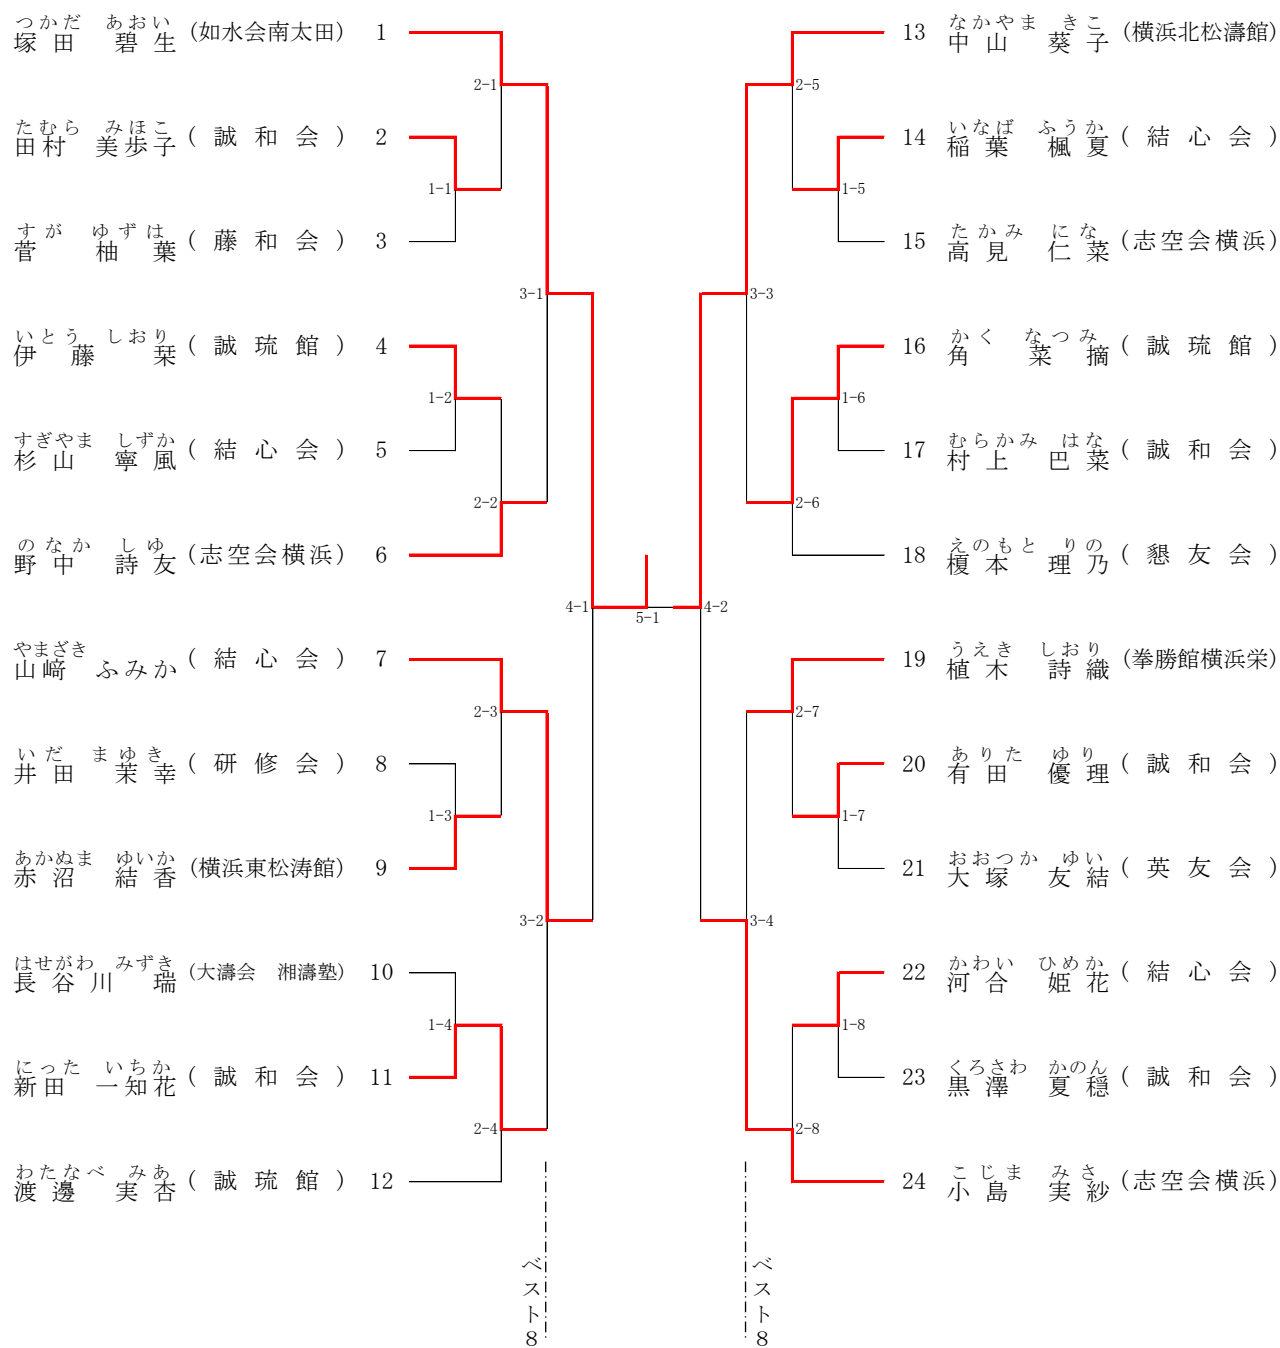 つかだ　あおい
塚田　碧生 (如水会南太田) 1
たむら　みほこ
田村　美歩子 ( 誠和会 ) 2
すが　ゆずは
菅　柚葉 ( 藤和会 ) 3
いとう　しおり
伊藤　栞 ( 誠琉館 ) 4
すぎやま　しずか
杉山　寧風 ( 結心会 ) 5
のなか　しゆ
野中　詩友 (志空会横浜) 6
やまざき
山﨑　ふみか ( 結心会 ) 7
いだ　まゆき
井田　茉幸 ( 研修会 ) 8
あかぬま　ゆいか
赤沼　結香 (横浜東松涛館) 9
はせがわ　みずき
長谷川　瑞 (大濤会　湘濤塾) 10
にった　いちか
新田　一知花 ( 誠和会 ) 11
わたなべ　みあ
渡邊　実杏 ( 誠琉館 ) 12
2-1
1-1
3-1
1-2
2-2
4-1
2-3
1-3
3-2
1-4
2-4
5-1
なかやま　きこ
13 中山　葵子 (横浜北松濤館)
いなば　ふうか
14 稲葉　楓夏 ( 結心会 )
たかみ　にな
15 高見　仁菜 (志空会横浜)
かく　なつみ
16 角　菜摘 ( 誠琉館 )
むらかみ　はな
17 村上　巴菜 ( 誠和会 )
えのもと　りの
18 榎本　理乃 ( 懇友会 )
うえき　しおり
19 植木　詩織 (拳勝館横浜栄)
ありた　ゆり
20 有田　優理 ( 誠和会 )
おおつか　ゆい
21 大塚　友結 ( 英友会 )
かわい　ひめか
22 河合　姫花 ( 結心会 )
くろさわ　かのん
23 黒澤　夏穏 ( 誠和会 )
こじま　みさ
24 小島　実紗 (志空会横浜)
2-5
1-5
3-3
1-6
2-6
4-2
2-7
1-7
3-4
1-8
2-8
ベスト8
ベスト8